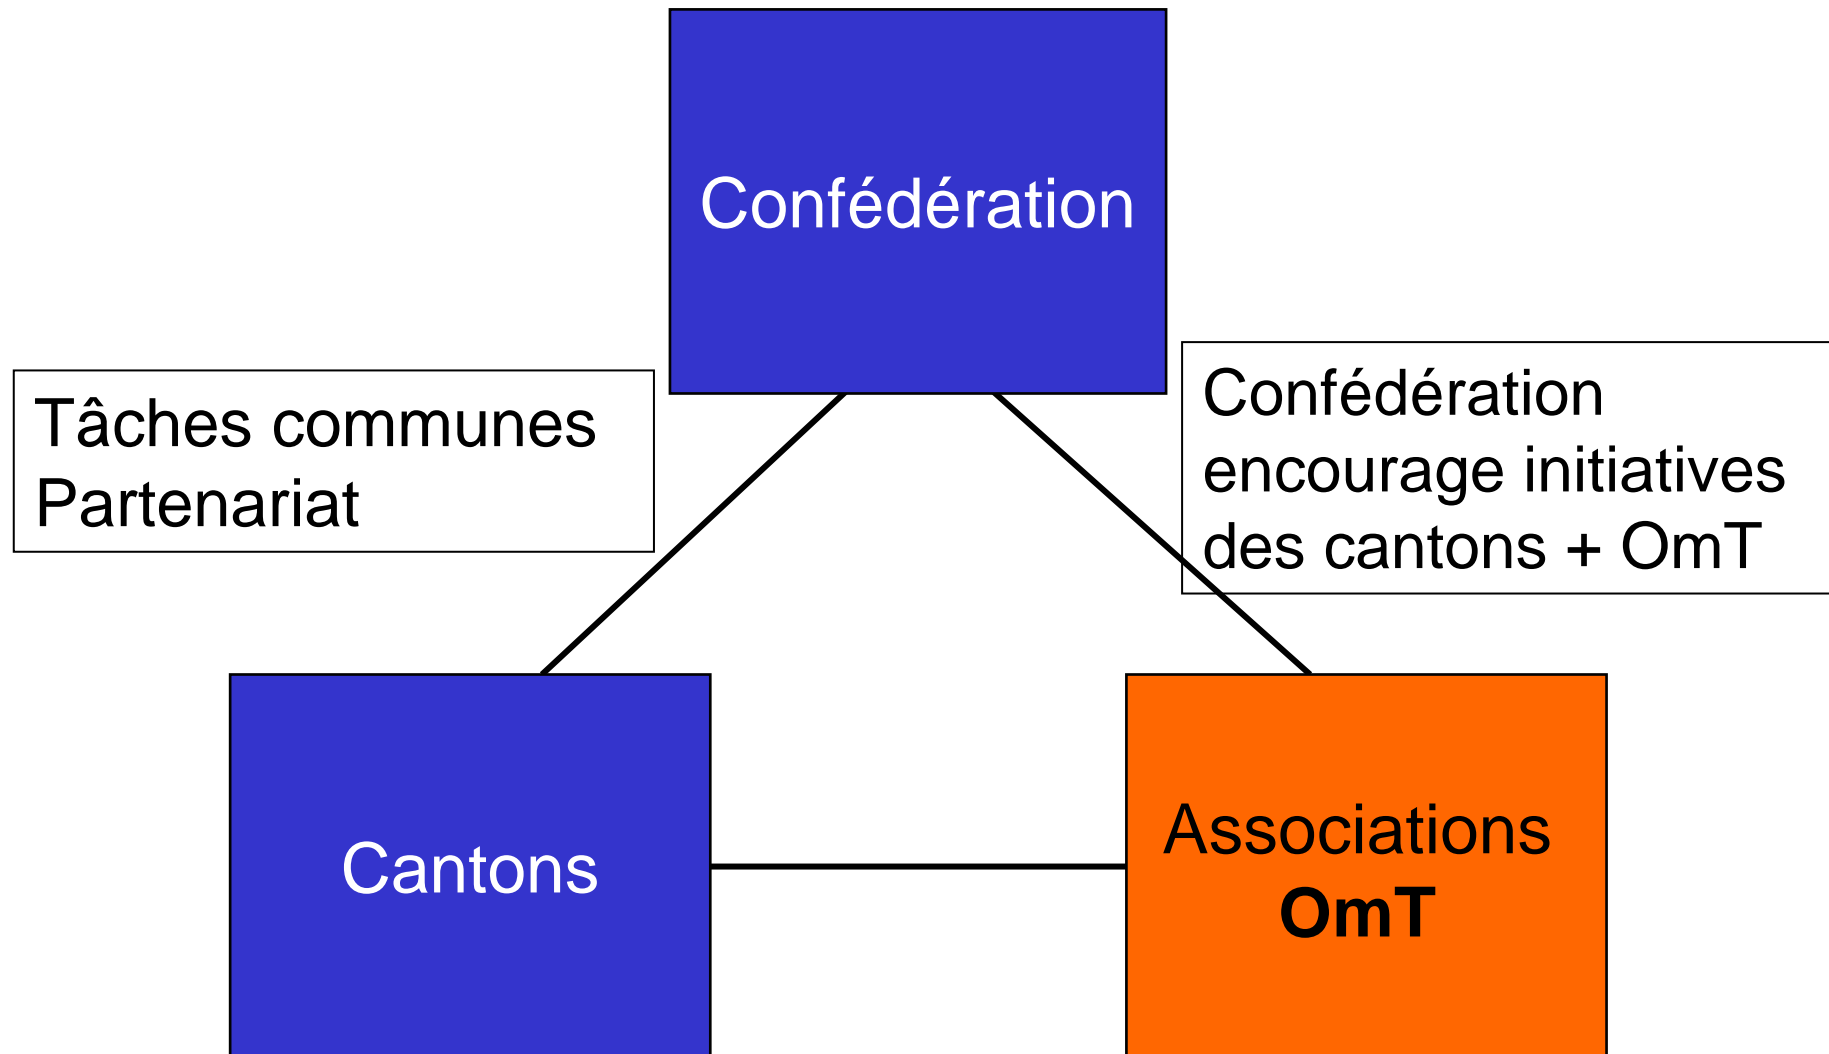 Confédération
Tâches communes
Partenariat
Confédération
encourage initiatives
des cantons + OmT
Cantons
Associations
OmT